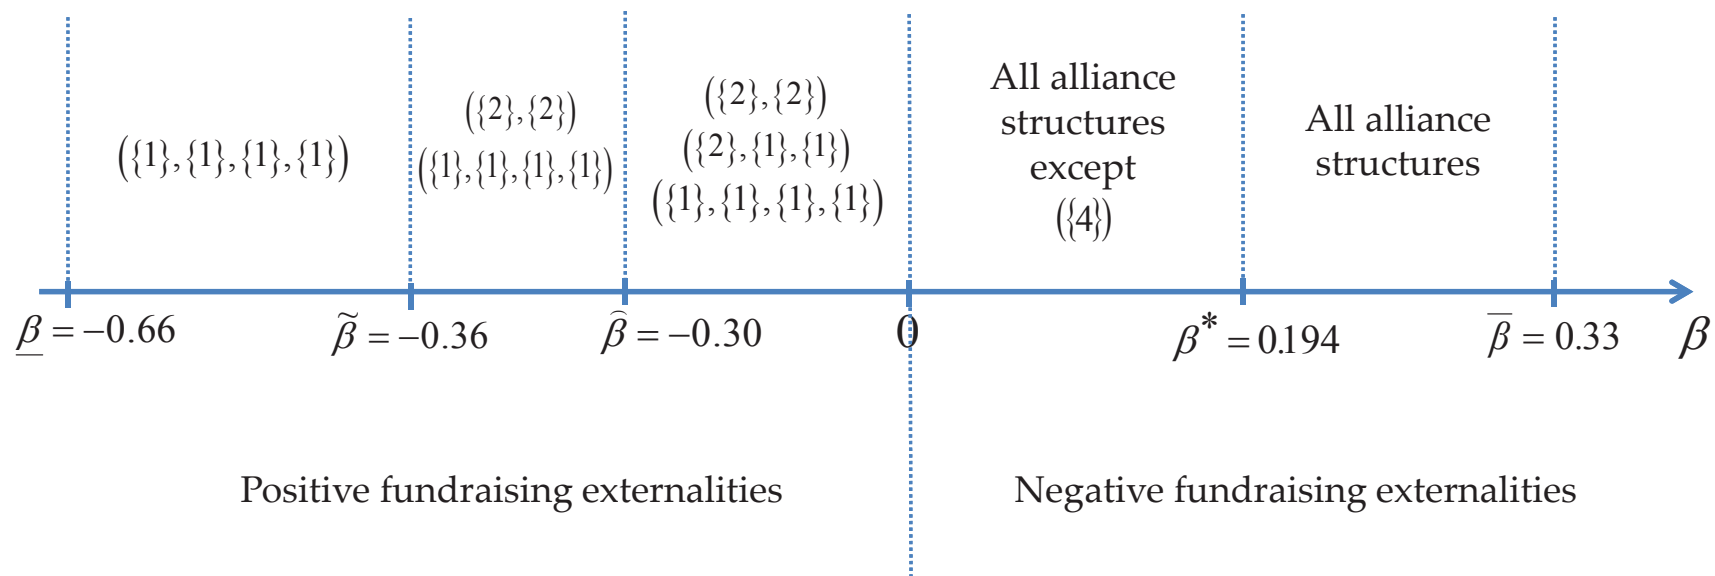 ({1},{1},{1},{1})
({2},{2})
({1},{1},{1},{1})
({2},{2})
({2},{1},{1})
({1},{1},{1},{1})
All alliance
structures
except
({4})
All alliance
structures
β̲ = −0.66
β̃ = −0.36
β̂ = −0.30
0
β* = 0.194
β̅ = 0.33
β
Positive fundraising externalities
Negative fundraising externalities